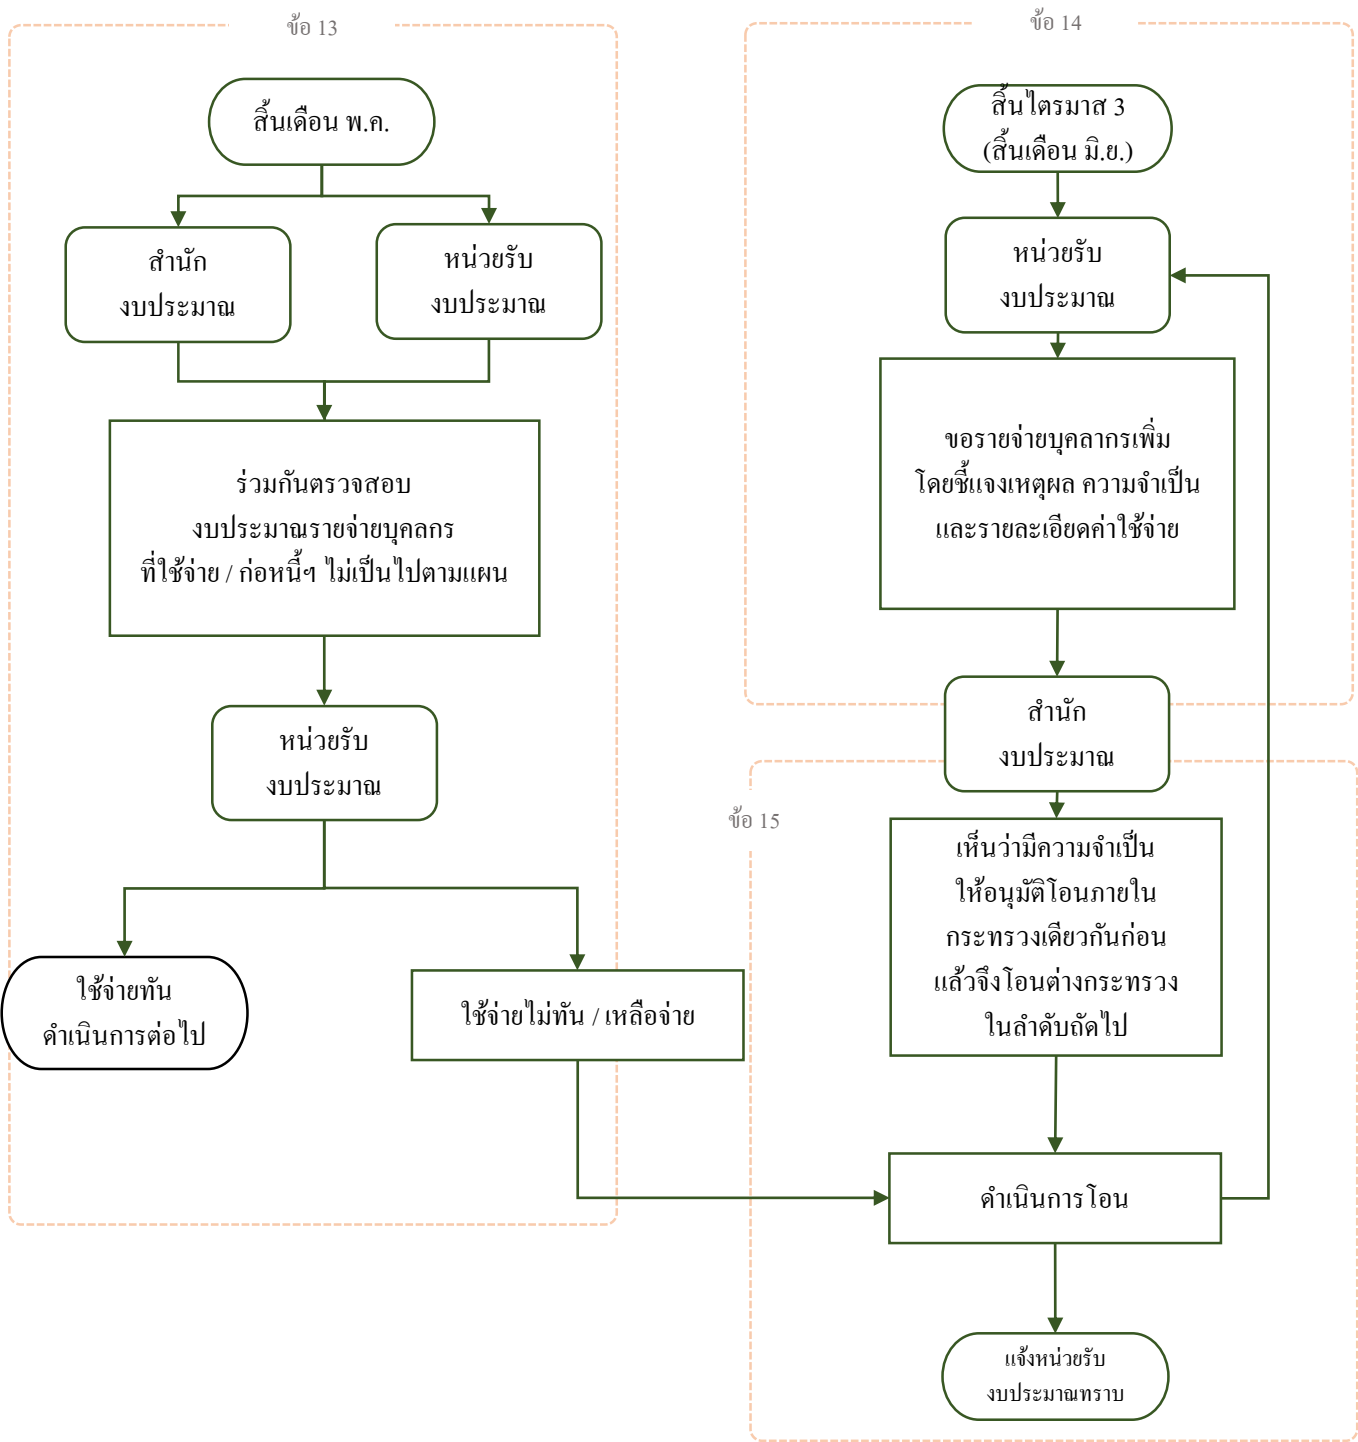 ข้อ 13
สิ้นเดือน พ.ค.
สำนัก
งบประมาณ
หน่วยรับ
งบประมาณ
ร่วมกันตรวจสอบ
งบประมาณรายจ่ายบุคลกร
ที่ใช้จ่าย / ก่อหนี้ฯ ไม่เป็นไปตามแผน
หน่วยรับ
งบประมาณ
ใช้จ่ายทัน
ดำเนินการต่อไป
ใช้จ่ายไม่ทัน / เหลือจ่าย
ข้อ 14
สิ้นไตรมาส 3
(สิ้นเดือน มิ.ย.)
หน่วยรับ
งบประมาณ
ขอรายจ่ายบุคลากรเพิ่ม
โดยชี้แจงเหตุผล ความจำเป็น
และรายละเอียดค่าใช้จ่าย
สำนัก
งบประมาณ
ข้อ 15
เห็นว่ามีความจำเป็น
ให้อนุมัติโอนภายใน
กระทรวงเดียวกันก่อน
แล้วจึงโอนต่างกระทรวง
ในลำดับถัดไป
ดำเนินการโอน
แจ้งหน่วยรับ
งบประมาณทราบ